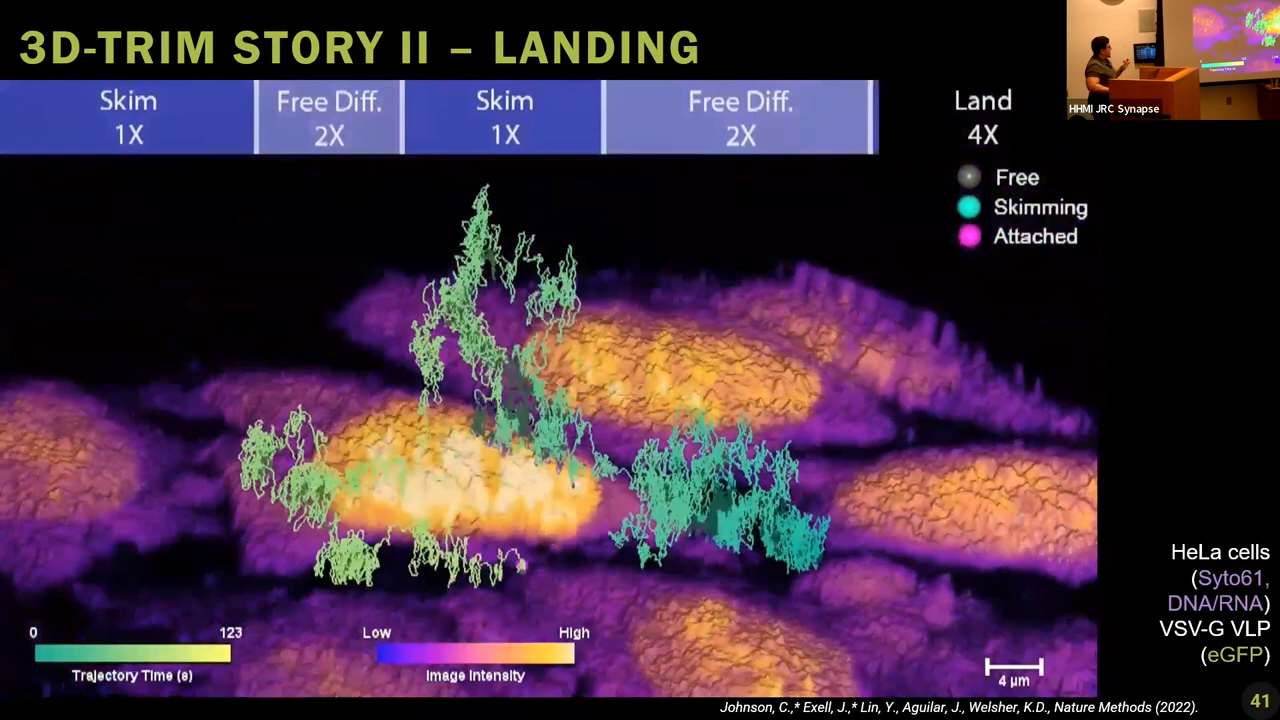 3D-TRIM STORY II – LANDING
HHMI JRC Synapse
Skim
1X
Free Diff.
2X
Skim
1X
Free Diff.
2X
Land
4X
Free
Skimming
Attached
HeLa cells
(Syto61,
DNA/RNA)
VSV-G VLP
(eGFP)
0 123
Trajectory Time (s)
Low High
Image Intensity
4 µm
Johnson, C.,* Exell, J.,* Lin, Y., Aguilar, J., Welsher, K.D., Nature Methods (2022).
41